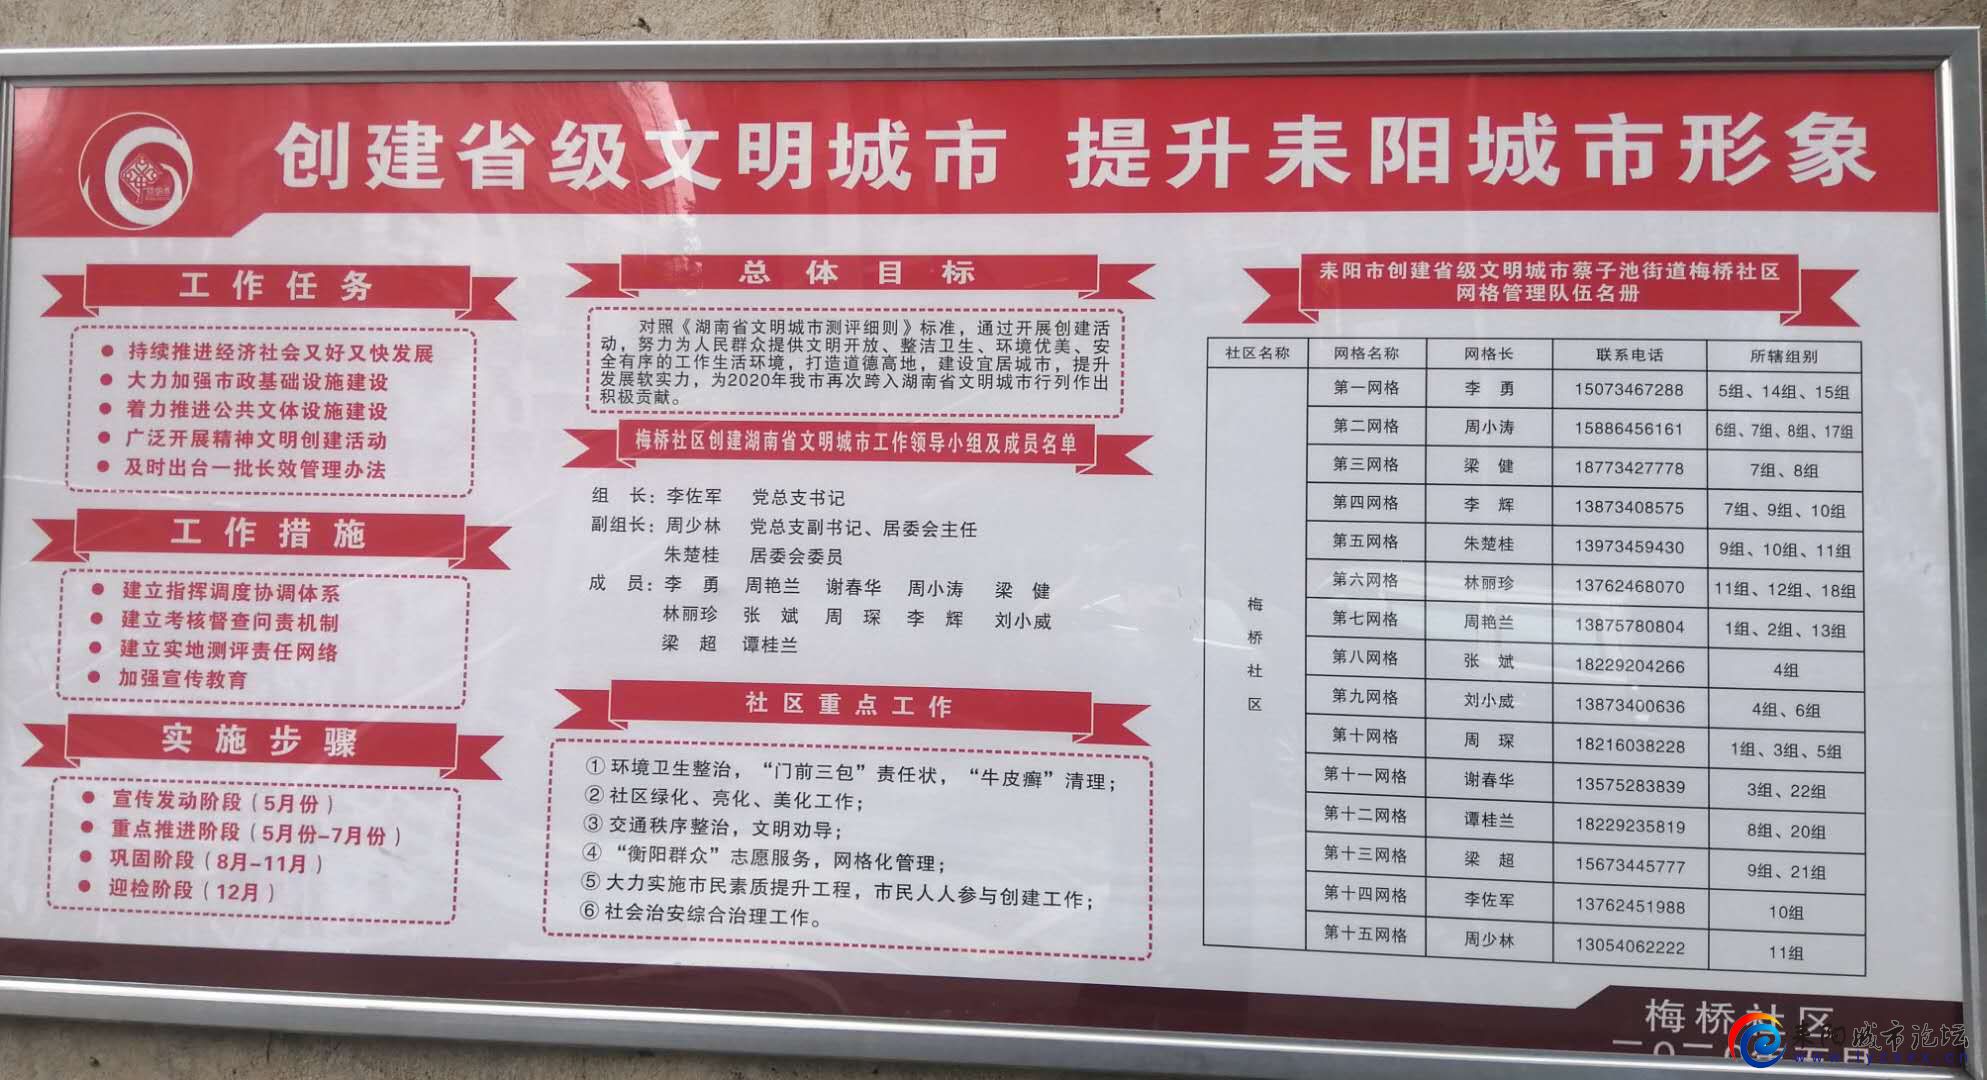 创建省级文明城市 提升耒阳城市形象
工作任务
● 持续推进经济社会又好又快发展
● 大力加强市政基础设施建设
● 着力推进公共文体设施建设
● 广泛开展精神文明创建活动
● 及时出台一批长效管理办法
工作措施
● 建立指挥调度协调体系
● 建立考核督查问责机制
● 建立实地测评责任网络
● 加强宣传教育
实施步骤
● 宣传发动阶段（5月份）
● 重点推进阶段（5月份-7月份）
● 巩固阶段（8月-11月）
● 迎检阶段（12月）
总体目标
对照《湖南省文明城市测评细则》标准，通过开展创建活
动，努力为人民群众提供文明开放、整洁卫生、环境优美、安
全有序的工作生活环境，打造道德高地，建设宜居城市，提升
发展软实力，为2020年我市再次跨入湖南省文明城市行列作出
积极贡献。
梅桥社区创建湖南省文明城市工作领导小组及成员名单
组 长：李佐军 党总支书记
副组长：周少林 党总支副书记、居委会主任
朱楚桂 居委会委员
成 员：李 勇 周艳兰 谢春华 周小涛 梁 健
林丽珍 张 斌 周 琛 李 辉 刘小威
梁 超 谭桂兰
社区重点工作
①环境卫生整治，“门前三包”责任状，“牛皮癣”清理；
②社区绿化、亮化、美化工作；
③交通秩序整治，文明劝导；
④“衡阳群众”志愿服务，网格化管理；
⑤大力实施市民素质提升工程，市民人人参与创建工作；
⑥社会治安综合治理工作。
耒阳市创建省级文明城市蔡子池街道梅桥社区
网格管理队伍名册
社区名称 网格名称 网格长 联系电话 所辖组别
梅桥社区
第一网格 李 勇 15073467288 5组、14组、15组
第二网格 周小涛 15886456161 6组、7组、8组、17组
第三网格 梁 健 18773427778 7组、8组
第四网格 李 辉 13873408575 7组、9组、10组
第五网格 朱楚桂 13973459430 9组、10组、11组
第六网格 林丽珍 13762468070 11组、12组、18组
第七网格 周艳兰 13875780804 1组、2组、13组
第八网格 张 斌 18229204266 4组
第九网格 刘小威 13873400636 4组、6组
第十网格 周 琛 18216038228 1组、3组、5组
第十一网格 谢春华 13575283839 3组、22组
第十二网格 谭桂兰 18229235819 8组、20组
第十三网格 梁 超 15673445777 9组、21组
第十四网格 李佐军 13762451988 10组
第十五网格 周少林 13054062222 11组
梅桥社区
耒阳城市论坛